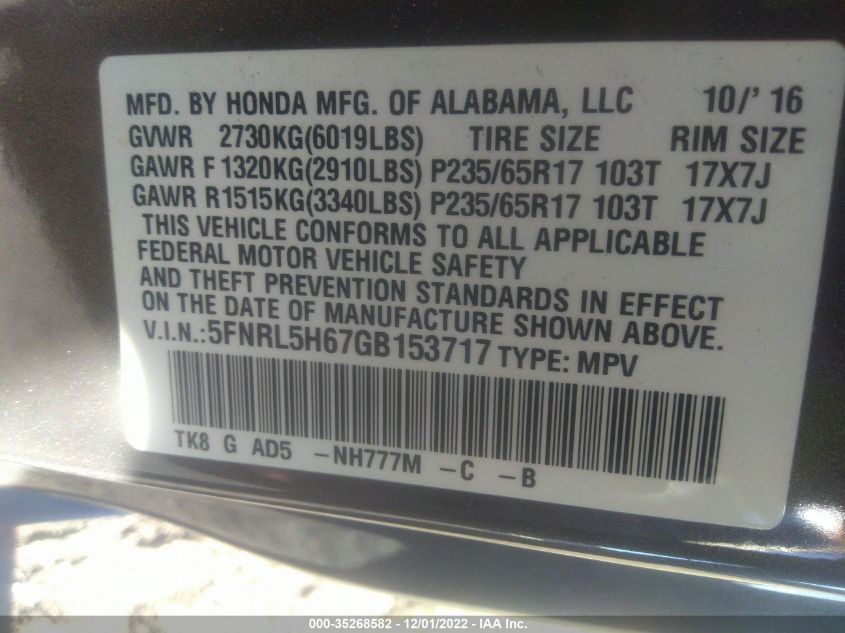 MFD. BY HONDA MFG. OF ALABAMA, LLC 10/' 16
GVWR 2730KG(6019LBS) TIRE SIZE RIM SIZE
GAWR F 1320KG(2910LBS) P235/65R17 103T 17X7J
GAWR R1515KG(3340LBS) P235/65R17 103T 17X7J
THIS VEHICLE CONFORMS TO ALL APPLICABLE
FEDERAL MOTOR VEHICLE SAFETY
AND THEFT PREVENTION STANDARDS IN EFFECT
ON THE DATE OF MANUFACTURE SHOWN ABOVE.
V.I.N.:5FNRL5H67GB153717 TYPE: MPV
TK8 G AD5 -NH777M -C -B
000-35268582 - 12/01/2022 - IAA Inc.